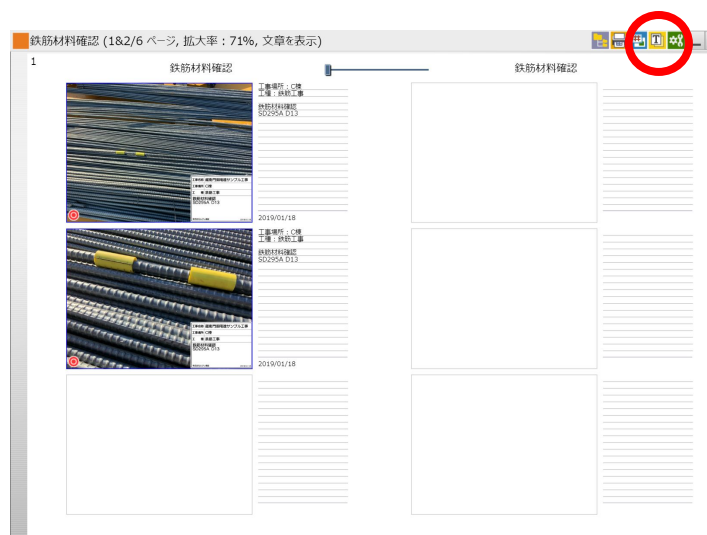 鉄筋材料確認 (1&2/6 ページ, 拡大率：71%, 文章を表示)
1
鉄筋材料確認
鉄筋材料確認
工事場所：C棟
工種：鉄筋工事
鉄筋材料確認
SD295A D13
2019/01/18
工事場所：C棟
工種：鉄筋工事
鉄筋材料確認
SD295A D13
2019/01/18
T